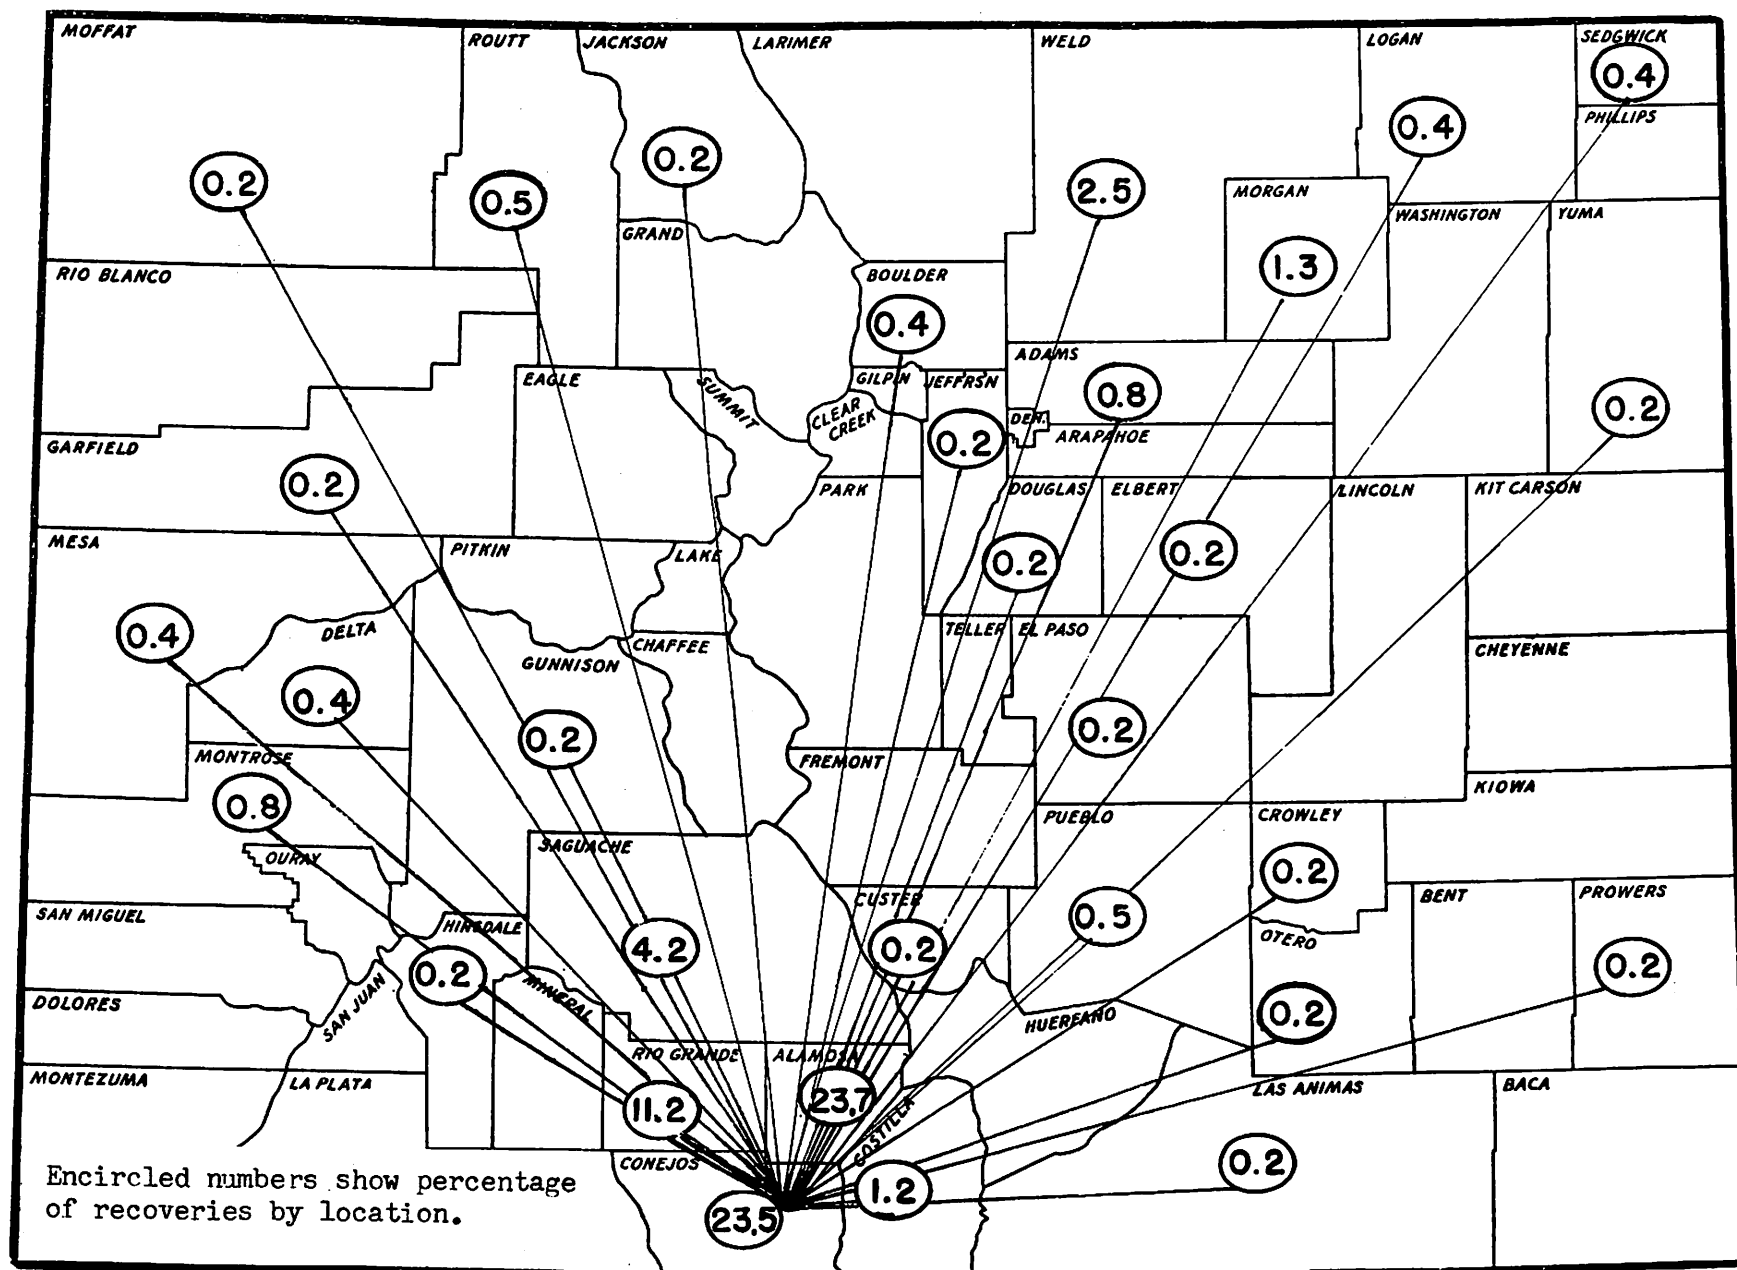 MOFFAT
ROUTT
JACKSON
LARIMER
WELD
LOGAN
SEDGWICK
0.4
PHILLIPS
0.4
0.2
0.2
0.5
2.5
MORGAN
WASHINGTON
YUMA
GRAND
RIO BLANCO
BOULDER
1.3
0.4
ADAMS
EAGLE
SUMMIT
GILPIN
JEFFRSN
0.8
CLEAR
CREEK
DEN.
ARAPAHOE
0.2
0.2
GARFIELD
0.2
PARK
DOUGLAS
ELBERT
LINCOLN
KIT CARSON
MESA
PITKIN
LAKE
0.2
0.2
0.4
DELTA
GUNNISON
CHAFFEE
TELLER
EL PASO
CHEYENNE
0.4
0.2
0.2
MONTROSE
FREMONT
KIOWA
0.8
PUEBLO
CROWLEY
OURAY
SAGUACHE
0.2
CUSTER
0.5
BENT
PROWERS
SAN MIGUEL
HINSDALE
4.2
0.2
OTERO
0.2
0.2
MINERAL
DOLORES
SAN JUAN
HUERFANO
0.2
RIO GRANDE
ALAMOSA
MONTEZUMA
LA PLATA
11.2
23.7
COSTILLA
LAS ANIMAS
BACA
CONEJOS
0.2
Encircled numbers show percentage
of recoveries by location.
23.5
1.2